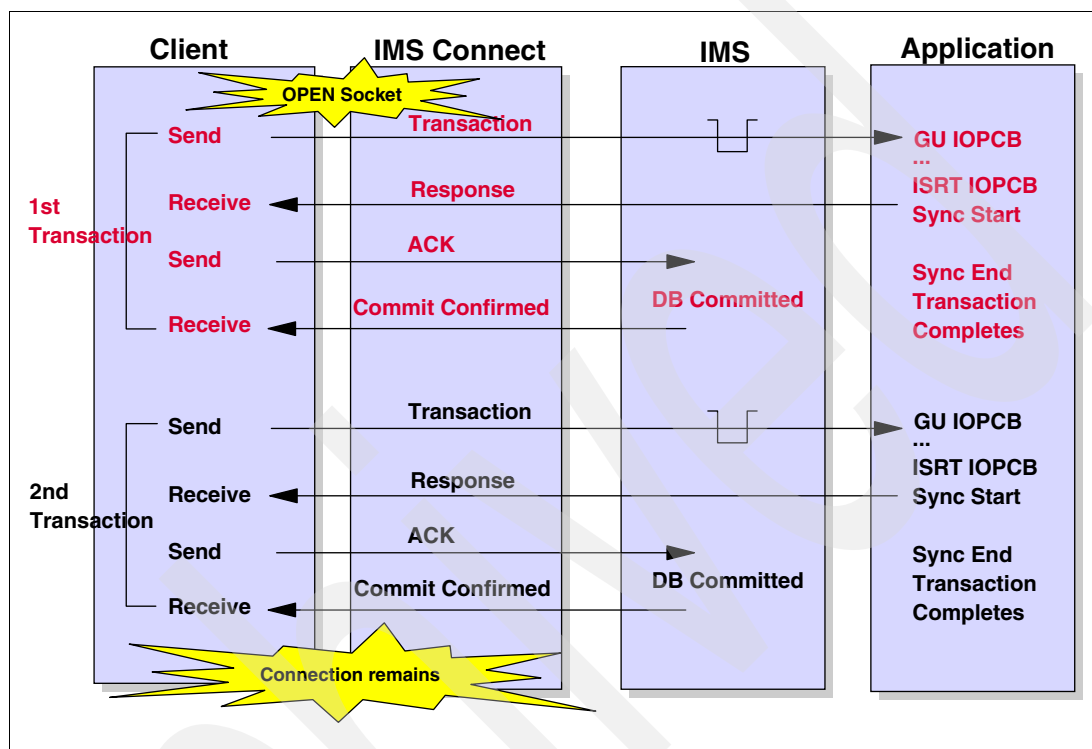 Client
IMS Connect
IMS
Application
OPEN Socket
Send
Transaction
GU IOPCB
...
ISRT IOPCB
Sync Start
Response
Receive
1st
Transaction
ACK
Send
Sync End
Transaction
Completes
Commit Confirmed
DB Committed
Receive
Transaction
Send
GU IOPCB
...
ISRT IOPCB
Sync Start
Response
Receive
2nd
Transaction
ACK
Send
Sync End
Transaction
Completes
Commit Confirmed
DB Committed
Receive
Connection remains